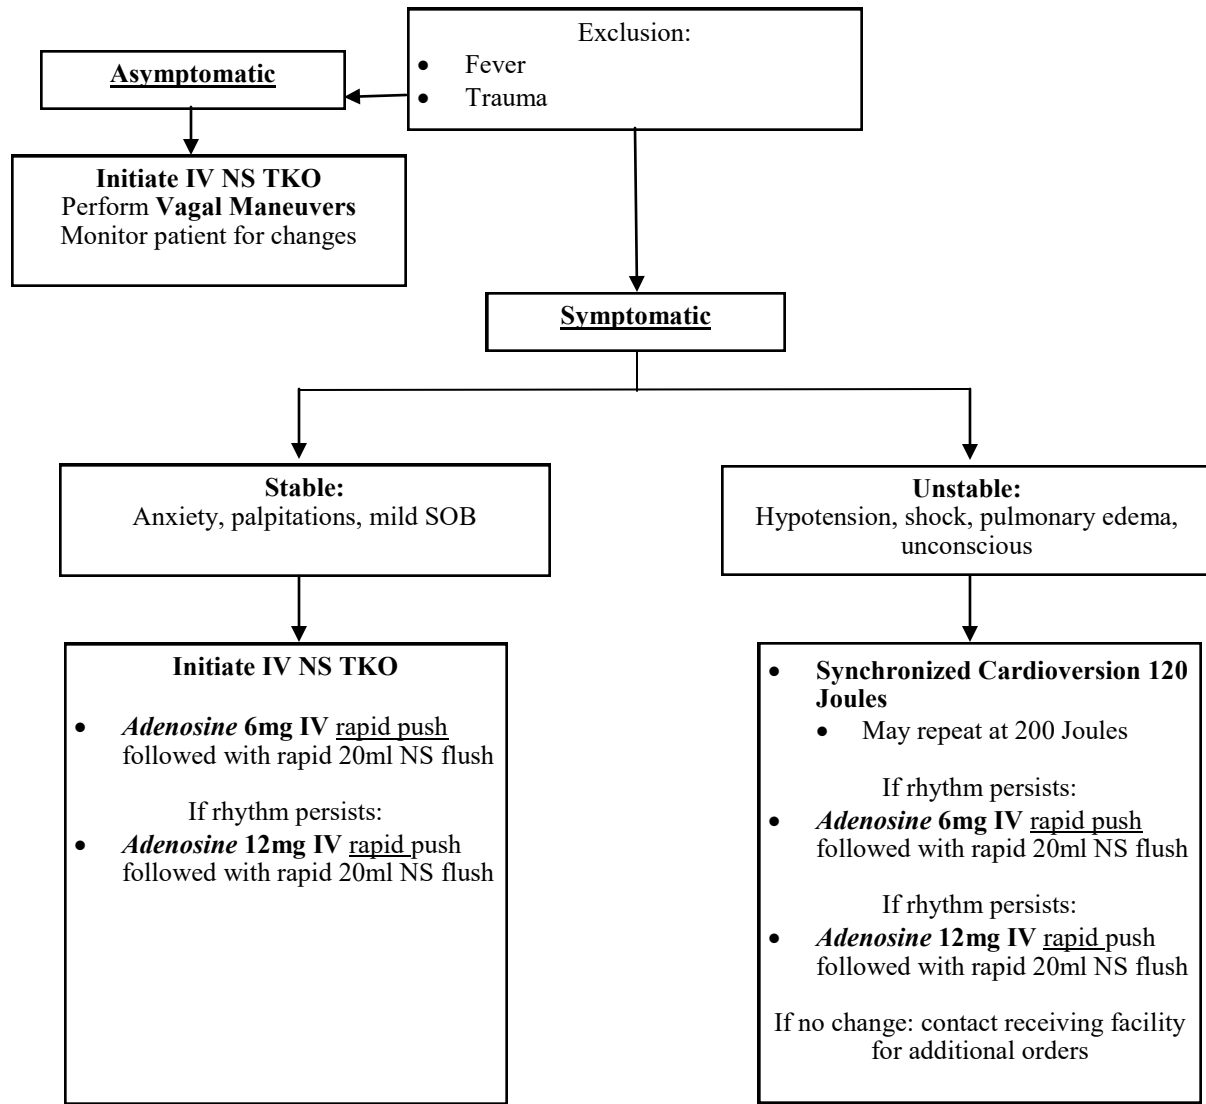 Exclusion:
• Fever
• Trauma
Asymptomatic
Initiate IV NS TKO
Perform Vagal Maneuvers
Monitor patient for changes
Symptomatic
Stable:
Anxiety, palpitations, mild SOB
Unstable:
Hypotension, shock, pulmonary edema,
unconscious
Initiate IV NS TKO
• Adenosine 6mg IV rapid push
followed with rapid 20ml NS flush
If rhythm persists:
• Adenosine 12mg IV rapid push
followed with rapid 20ml NS flush
• Synchronized Cardioversion 120
Joules
• May repeat at 200 Joules
If rhythm persists:
• Adenosine 6mg IV rapid push
followed with rapid 20ml NS flush
If rhythm persists:
• Adenosine 12mg IV rapid push
followed with rapid 20ml NS flush
If no change: contact receiving facility
for additional orders